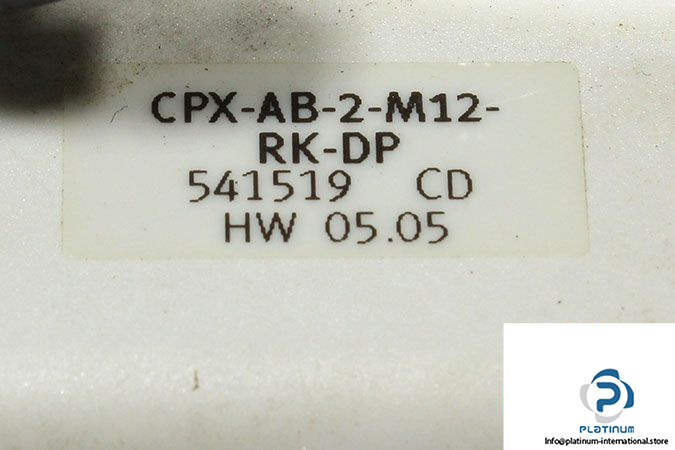 CPX-AB-2-M12-
RK-DP
541519 CD
HW 05.05
PLATINUM
Info@platinum-international.store